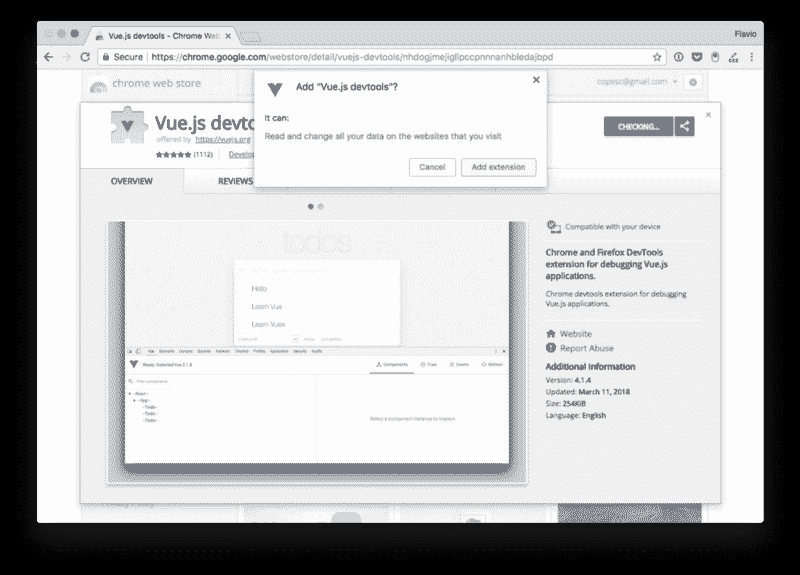 Vue.js devtools - Chrome Web
Flavio
Secure
https://chrome.google.com/webstore/detail/vuejs-devtools/nhdogjmejiglipccpnnnanhbledajbpd
chrome web store
copesc@gmail.com
Add "Vue.js devtools"?
It can:
Read and change all your data on the websites that you visit
Cancel
Add extension
Vue.js devto
offered by https://vuejs.org
(1112)
Develop
CHECKING...
OVERVIEW
REVIEWS
Compatible with your device
Chrome and Firefox DevTools
extension for debugging Vue.js
applications.
Chrome devtools extension for debugging
Vue.js applications.
Website
Report Abuse
Additional Information
Version: 4.1.4
Updated: March 11, 2018
Size: 254KiB
Language: English
todos
Hello
Learn Vue
Learn Vuex
Ready. Detected Vue 2.1.8
Components
Vuex
Events
Refresh
Filter components
<Root>
<App>
<Todo>
<Todo>
<Todo>
Select a component instance to inspect.